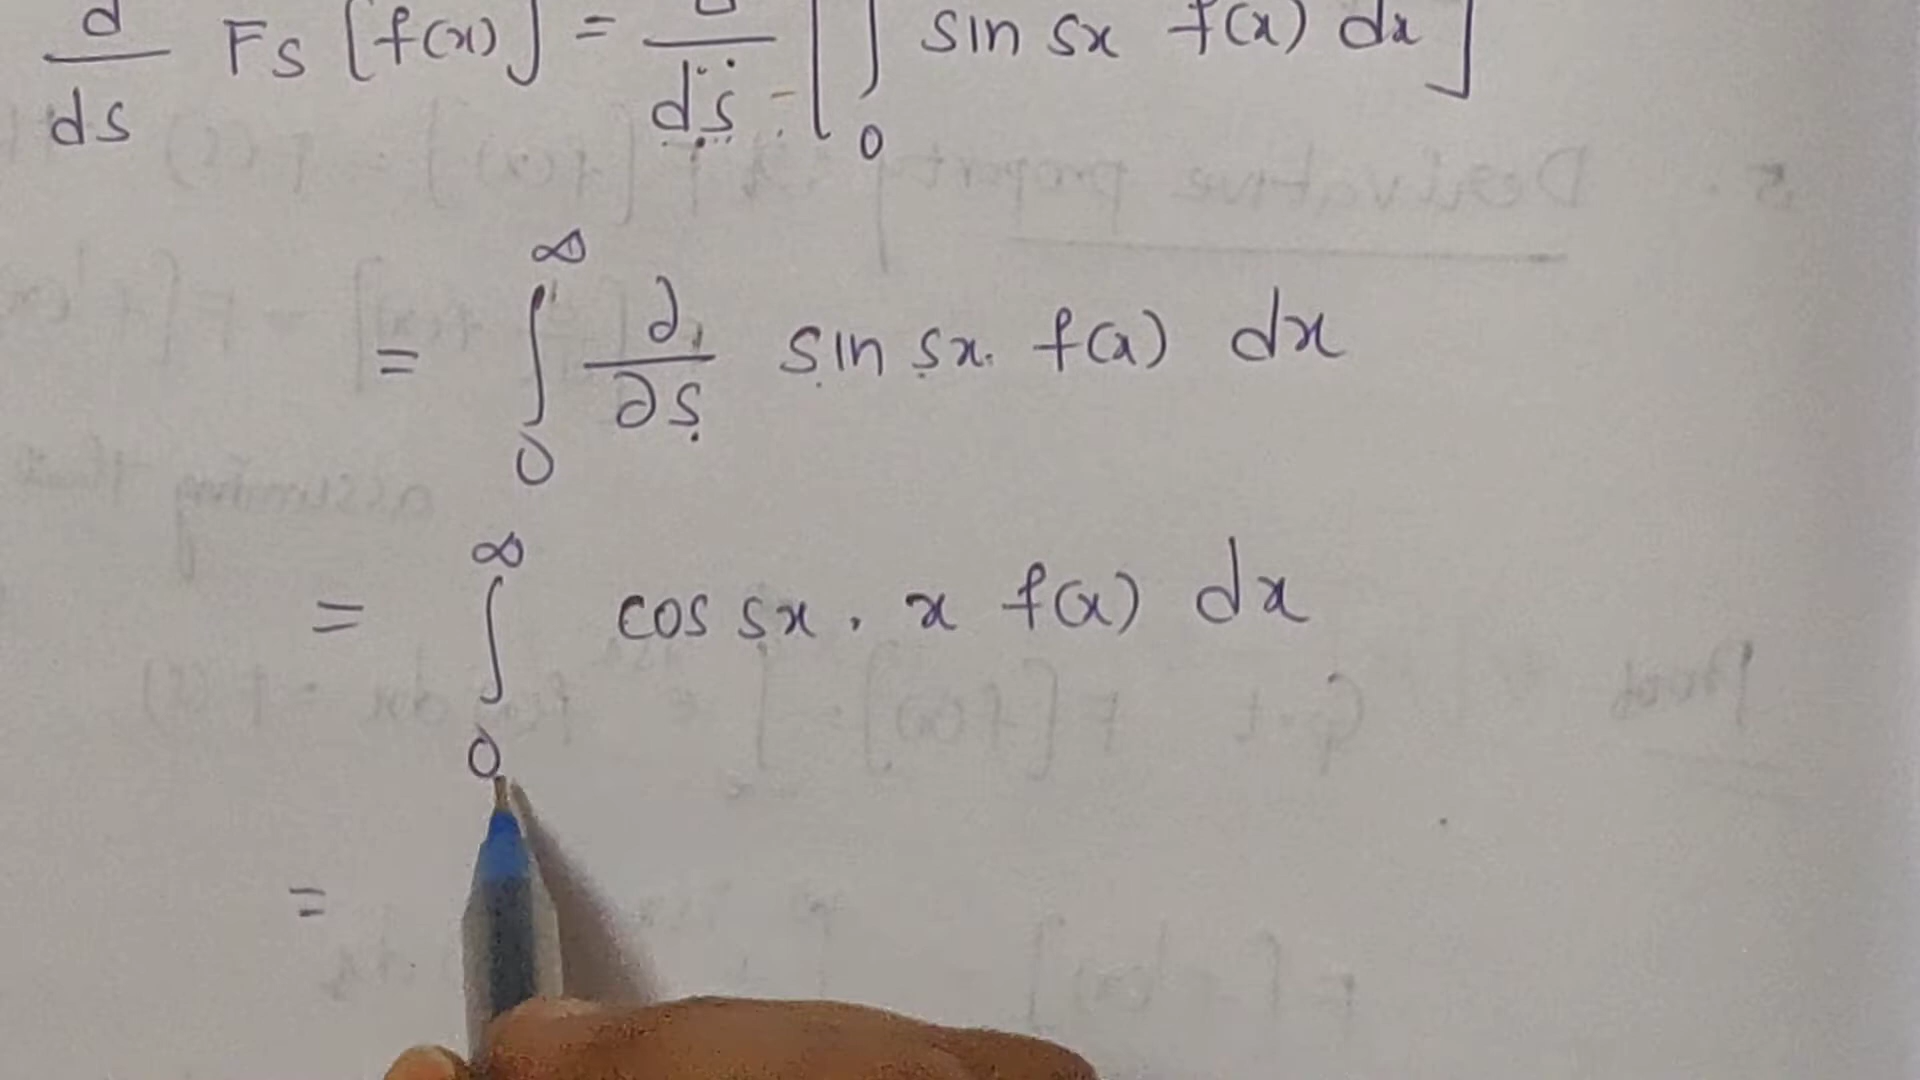 d/ds Fs [f(x)] = d/ds [∫₀ sin sx f(x) dx]
= ∫₀^∞ ∂/∂s sin sx. f(x) dx
= ∫₀^∞ cos sx . x f(x) dx
=